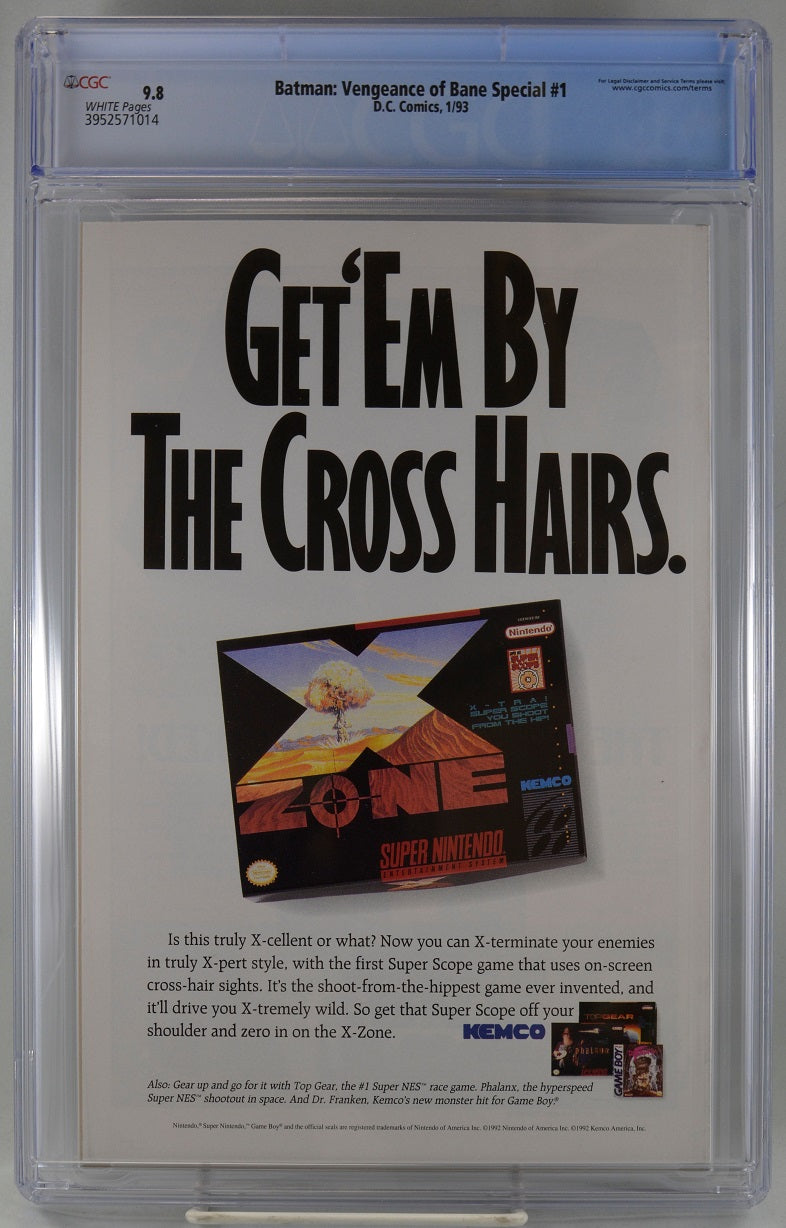 CGC
9.8
WHITE Pages
3952571014
Batman: Vengeance of Bane Special #1
D.C. Comics, 1/93
For Legal Disclaimer and Service Terms please visit:
www.cgccomics.com/terms
GET 'EM BY
THE CROSS HAIRS.
X
ZONE
LICENSED BY
Nintendo
SUPER
SCOPE
X-TRA!
SUPER SCOPE
YOU SHOOT
FROM THE HIP!
KEMCO
SUPER NINTENDO
ENTERTAINMENT SYSTEM
Is this truly X-cellent or what? Now you can X-terminate your enemies
in truly X-pert style, with the first Super Scope game that uses on-screen
cross-hair sights. It's the shoot-from-the-hippest game ever invented, and
it'll drive you X-tremely wild. So get that Super Scope off your
shoulder and zero in on the X-Zone.
KEMCO
TOP GEAR
phalanx
GAME BOY
Also: Gear up and go for it with Top Gear, the #1 Super NES™ race game. Phalanx, the hyperspeed
Super NES™ shootout in space. And Dr. Franken, Kemco's new monster hit for Game Boy.®
Nintendo,® Super Nintendo,™ Game Boy® and the official seals are registered trademarks of Nintendo of America Inc. ©1992 Nintendo of America Inc. ©1992 Kemco America, Inc.